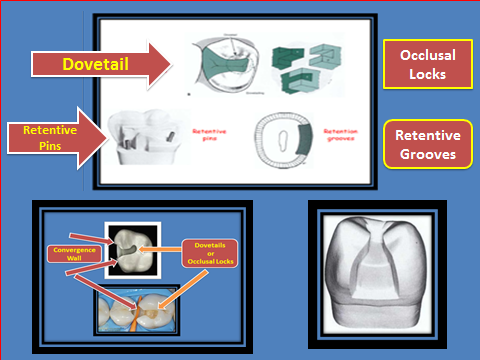 Dovetail
Occlusal
Locks
Retentive
Pins
Retentive
pins
Retention
grooves
Retentive
Grooves
Convergence
Wall
Dovetails
or
Occlusal Locks